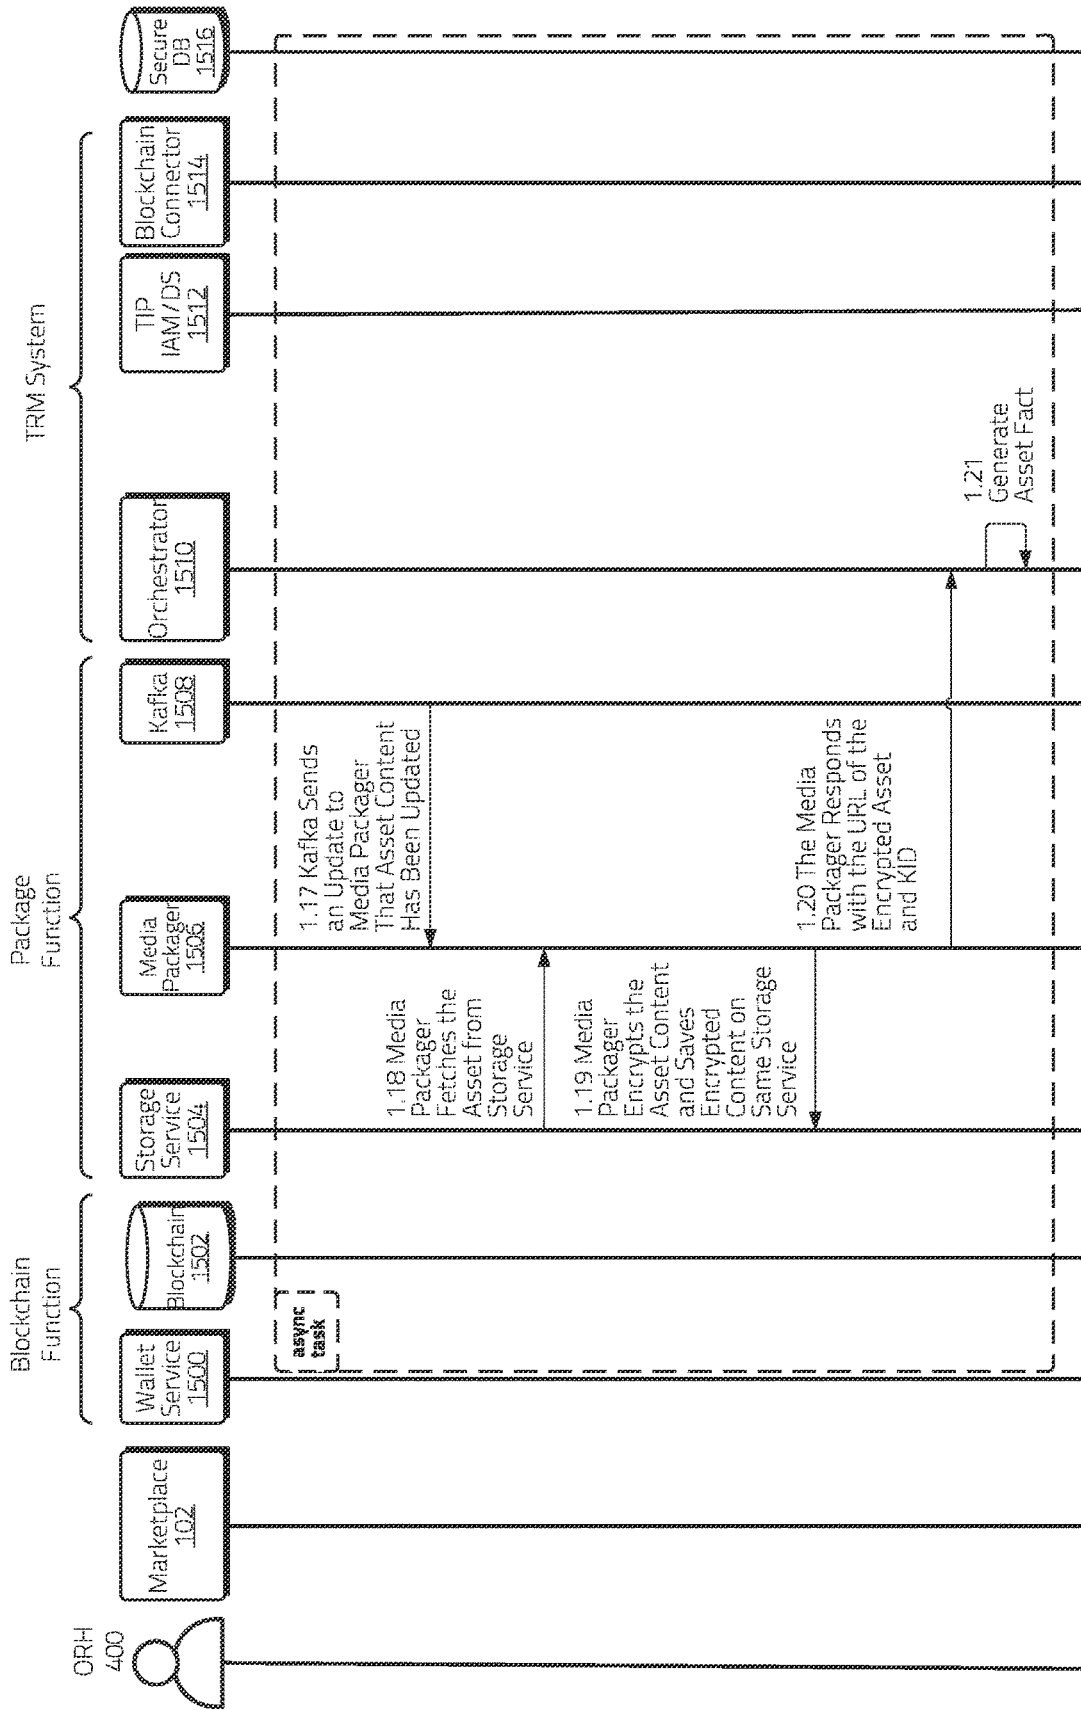 ORH
400
Marketplace
102
Blockchain
Function
Wallet
Service
1500
Blockchain
1502
Package
Function
Storage
Service
1504
Media
Packager
1506
Kafka
1508
TRM System
Orchestrator
1510
TIP
IAM/DS
1512
Blockchain
Connector
1514
Secure
DB
1516
async
task
1.17 Kafka Sends
an Update to
Media Packager
That Asset Content
Has Been Updated
1.18 Media
Packager
Fetches the
Asset from
Storage
Service
1.19 Media
Packager
Encrypts the
Asset Content
and Saves
Encrypted
Content on
Same Storage
Service
1.20 The Media
Packager Responds
with the URL of the
Encrypted Asset
and KID
1.21
Generate
Asset Fact